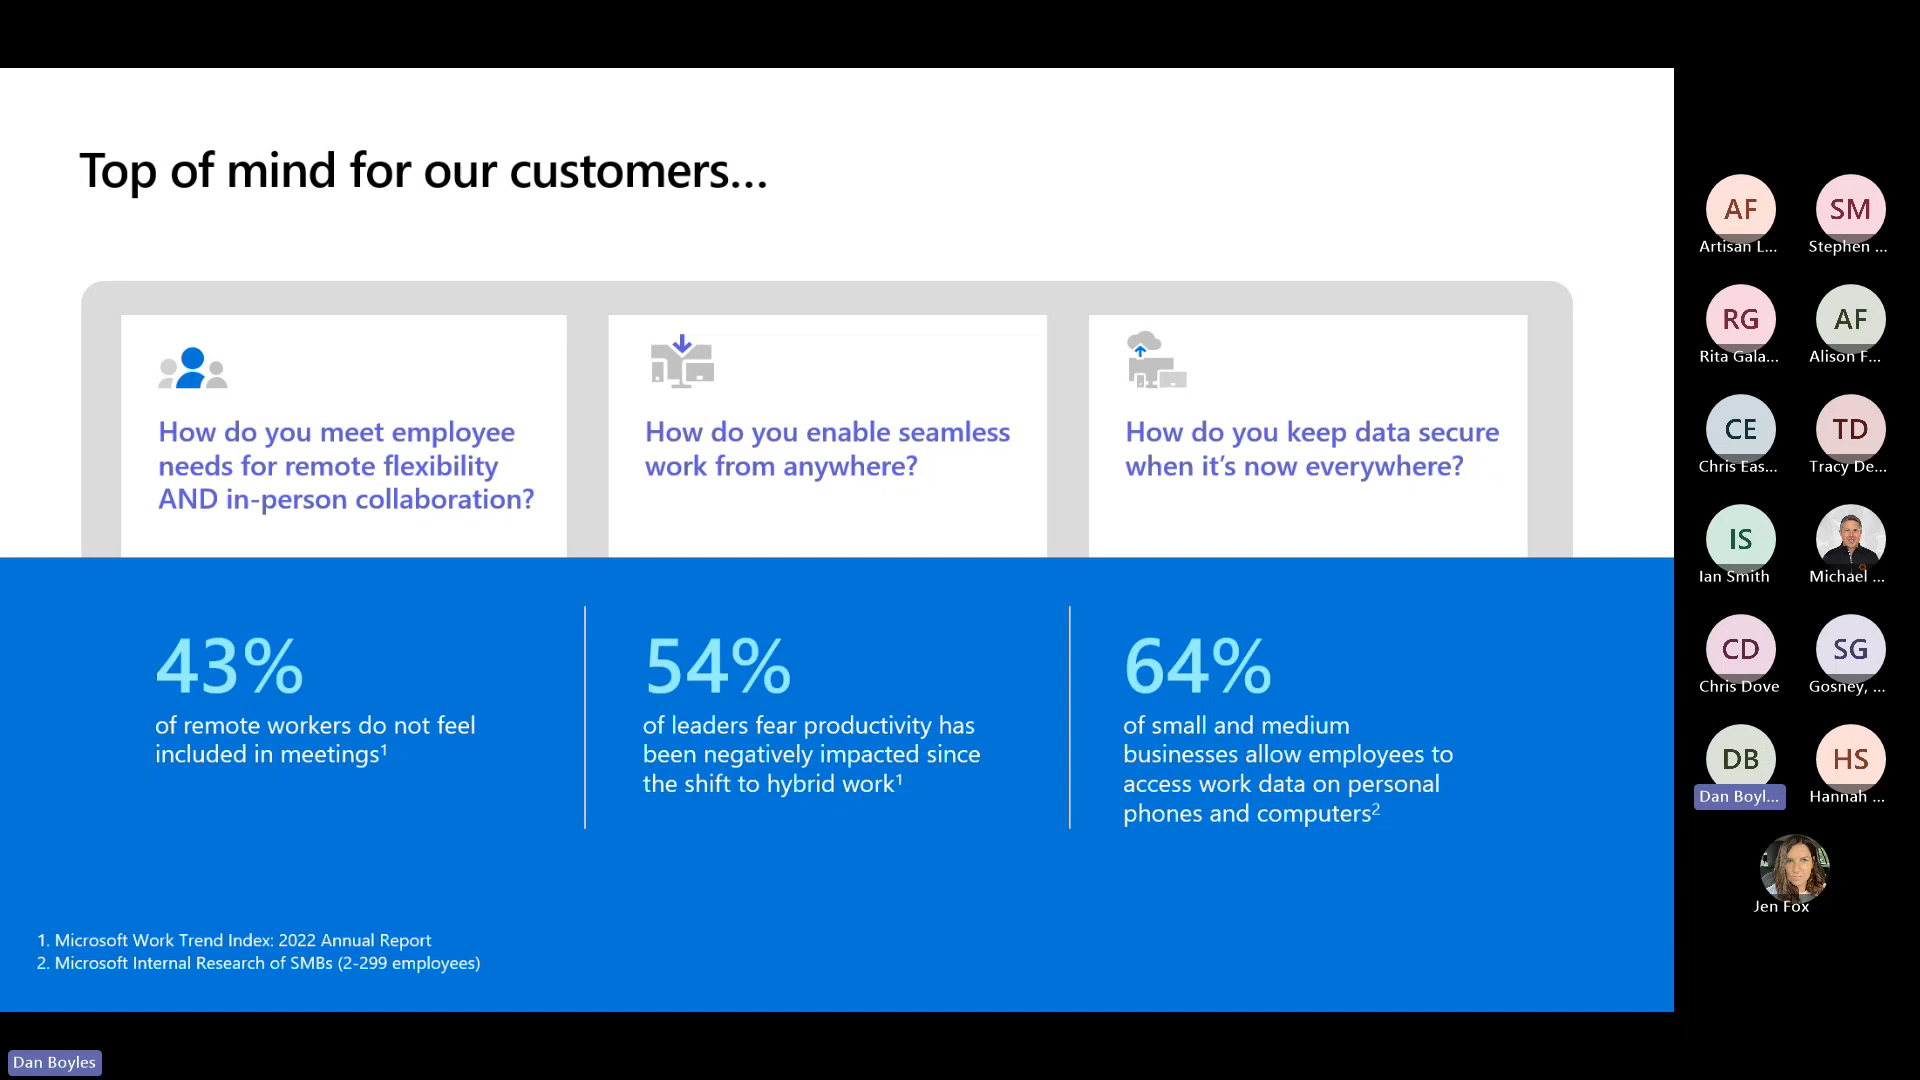 Top of mind for our customers...
How do you meet employee
needs for remote flexibility
AND in-person collaboration?
How do you enable seamless
work from anywhere?
How do you keep data secure
when it's now everywhere?
43%
of remote workers do not feel
included in meetings¹
54%
of leaders fear productivity has
been negatively impacted since
the shift to hybrid work¹
64%
of small and medium
businesses allow employees to
access work data on personal
phones and computers²
1. Microsoft Work Trend Index: 2022 Annual Report
2. Microsoft Internal Research of SMBs (2-299 employees)
Dan Boyles
AF
Artisan L...
SM
Stephen ...
RG
Rita Gala...
AF
Alison F...
CE
Chris Eas...
TD
Tracy De...
IS
Ian Smith
Michael ...
CD
Chris Dove
SG
Gosney, ...
DB
Dan Boyl...
HS
Hannah ...
Jen Fox